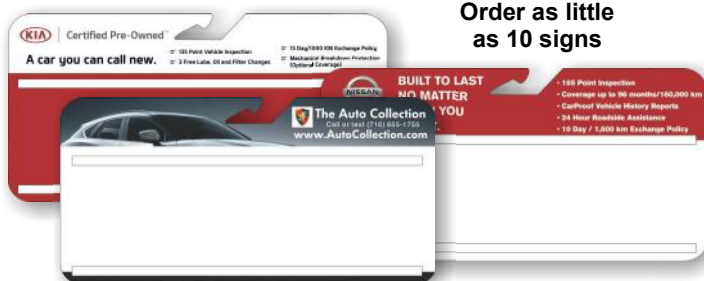 Order as little
as 10 signs
KIA Certified Pre-Owned™
A car you can call new.
135 Point Vehicle Inspection
3 Free Lube, Oil and Filter Changes
15 Day/1000 KM Exchange Policy
Mechanical Breakdown Protection
(Optional Coverage)
NISSAN
BUILT TO LAST
NO MATTER
YOU
• 155 Point Inspection
• Coverage up to 96 months/160,000 km
• CarProof Vehicle History Reports
• 24 Hour Roadside Assistance
• 10 Day / 1,500 km Exchange Policy
The Auto Collection
Call or text (716) 655-1755
www.AutoCollection.com